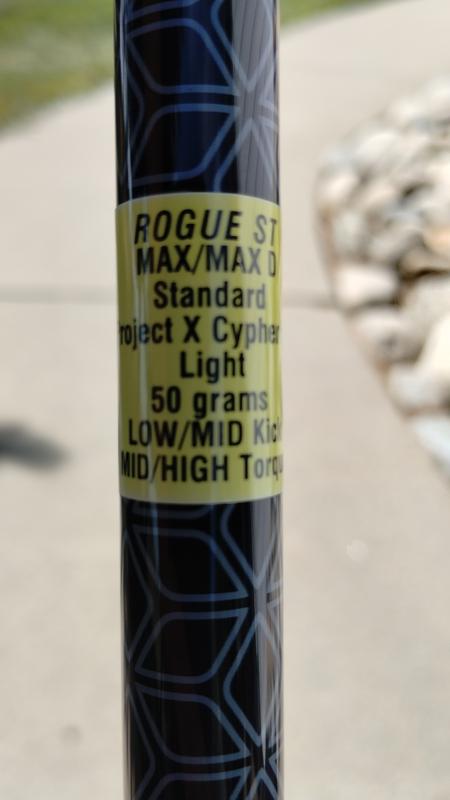 ROGUE ST
MAX/MAX D
Standard
roject X Cypher
Light
50 grams
LOW/MID Kick
MID/HIGH Torqu